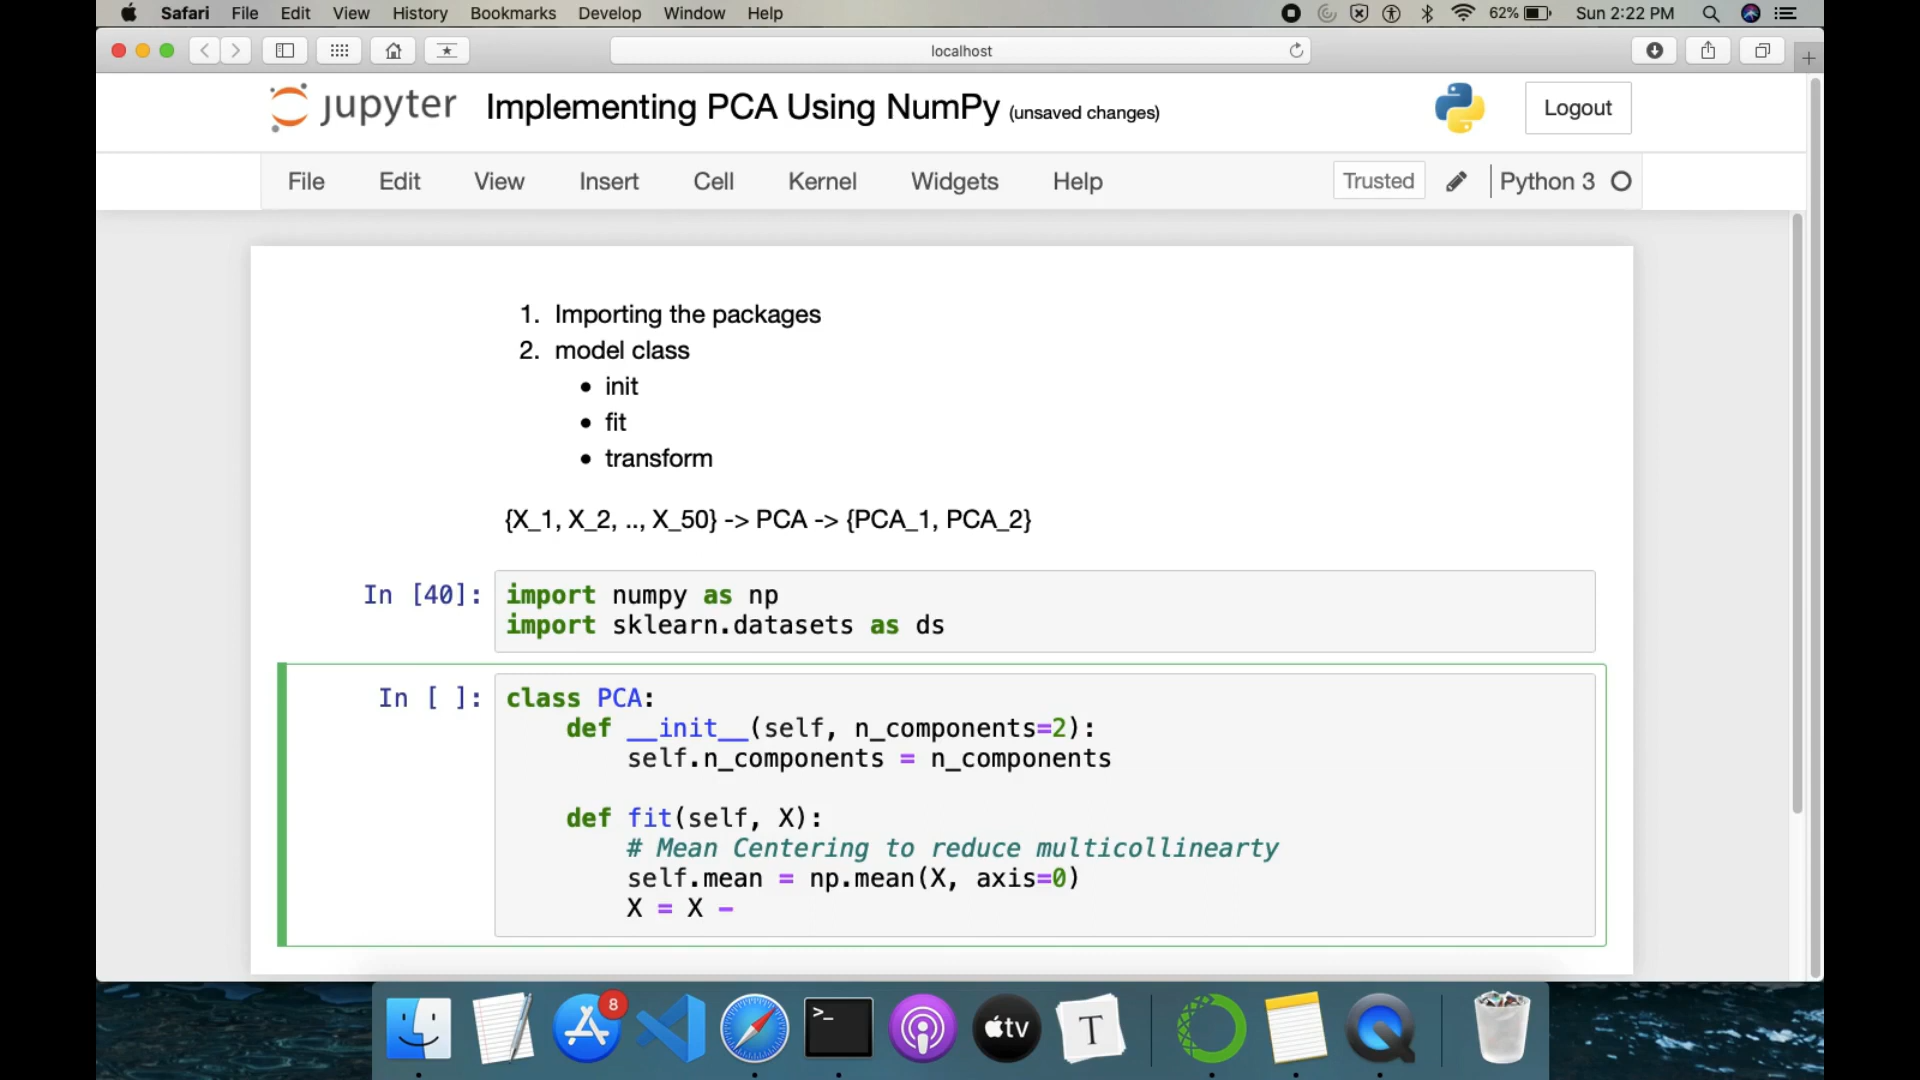 Safari File Edit View History Bookmarks Develop Window Help 62% Sun 2:22 PM
localhost
jupyter Implementing PCA Using NumPy (unsaved changes) Logout
File Edit View Insert Cell Kernel Widgets Help Trusted Python 3
1. Importing the packages
2. model class
• init
• fit
• transform
{X_1, X_2, .., X_50} -> PCA -> {PCA_1, PCA_2}
In [40]: import numpy as np
import sklearn.datasets as ds
In [ ]: class PCA:
def __init__(self, n_components=2):
self.n_components = n_components
def fit(self, X):
# Mean Centering to reduce multicollinearty
self.mean = np.mean(X, axis=0)
X = X -
8
>_
tv
T